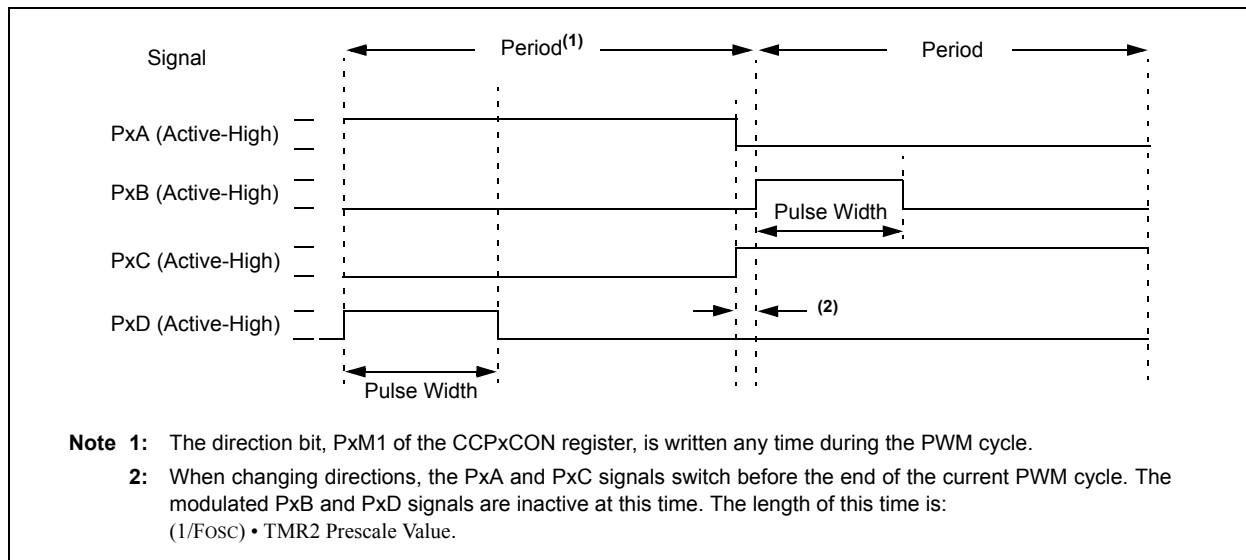 Signal
Period(1)
Period
PxA (Active-High)
PxB (Active-High)
Pulse Width
PxC (Active-High)
(2)
PxD (Active-High)
Pulse Width
Note 1: The direction bit, PxM1 of the CCPxCON register, is written any time during the PWM cycle.
2: When changing directions, the PxA and PxC signals switch before the end of the current PWM cycle. The
modulated PxB and PxD signals are inactive at this time. The length of this time is:
(1/FOSC) • TMR2 Prescale Value.